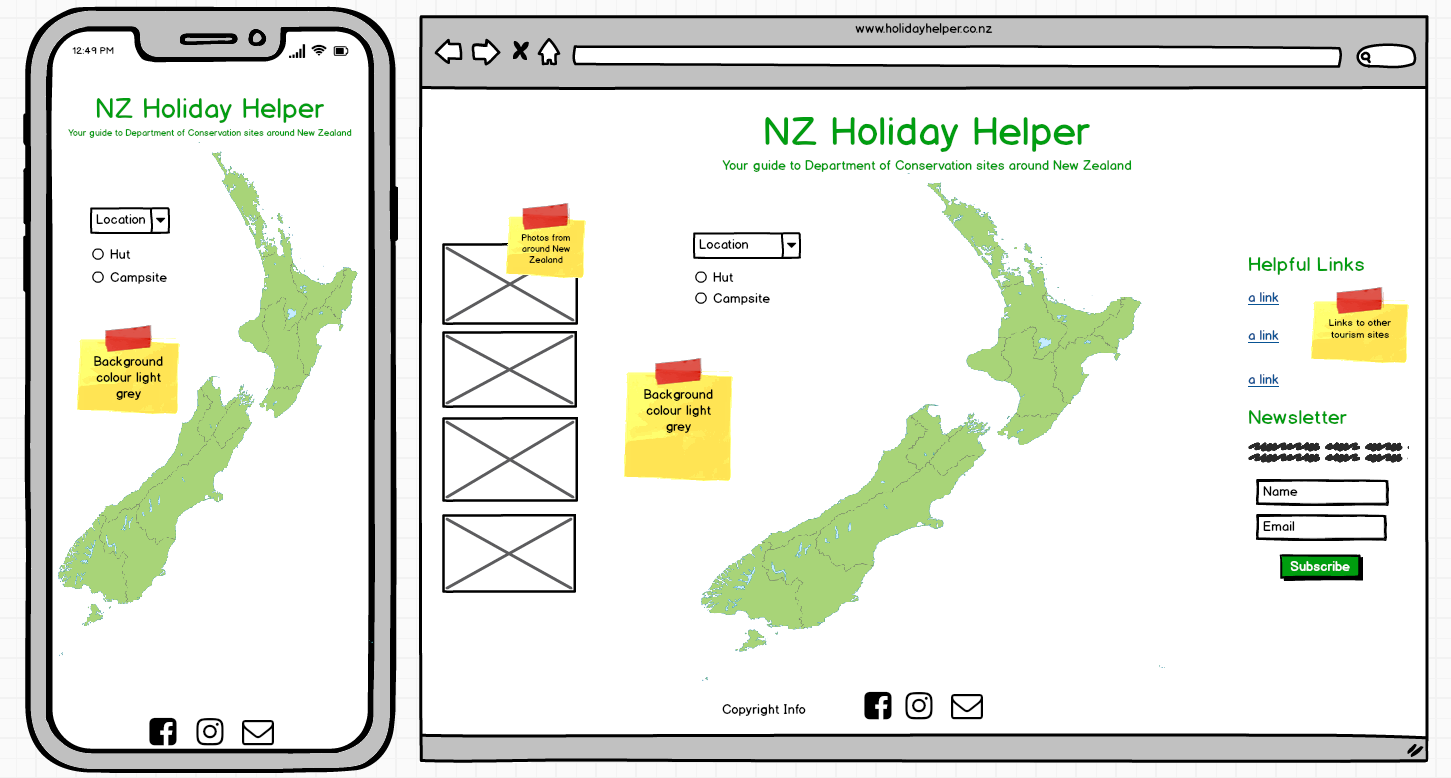 12:49 PM
NZ Holiday Helper
Your guide to Department of Conservation sites around New Zealand
Location
Hut
Campsite
Background
colour light
grey
www.holidayhelper.co.nz
NZ Holiday Helper
Your guide to Department of Conservation sites around New Zealand
Photos from
around New
Zealand
Location
Hut
Campsite
Background
colour light
grey
Helpful Links
a link
a link
a link
Links to other
tourism sites
Newsletter
Name
Email
Subscribe
Copyright Info